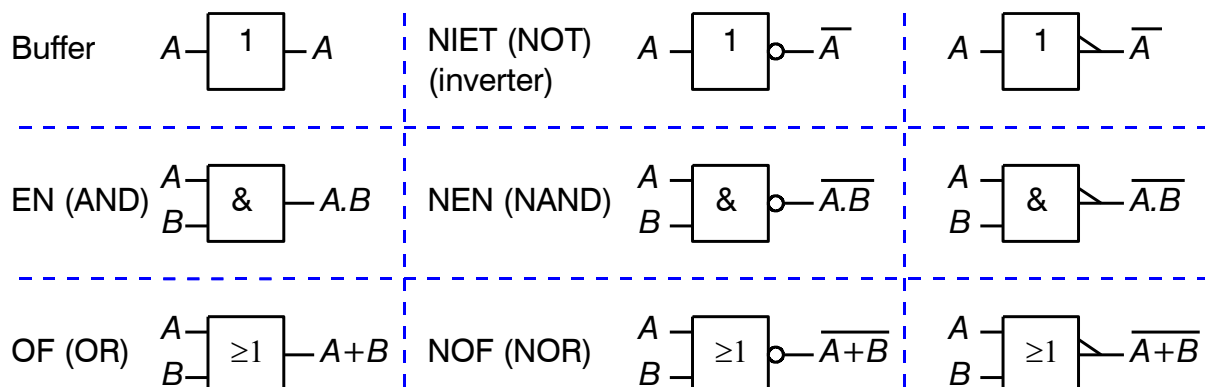 Buffer A 1 A NIET (NOT) A 1 A̅ A 1 A̅
(inverter)
EN (AND) A B & A.B NEN (NAND) A B & A̅.̅B̅ A B & A̅.̅B̅
OF (OR) A B ≥1 A+B NOF (NOR) A B ≥1 A̅+̅B̅ A B ≥1 A̅+̅B̅